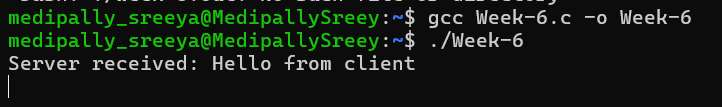 medipally_sreeya@MedipallySreey:~$ gcc Week-6.c -o Week-6
medipally_sreeya@MedipallySreey:~$ ./Week-6
Server received: Hello from client